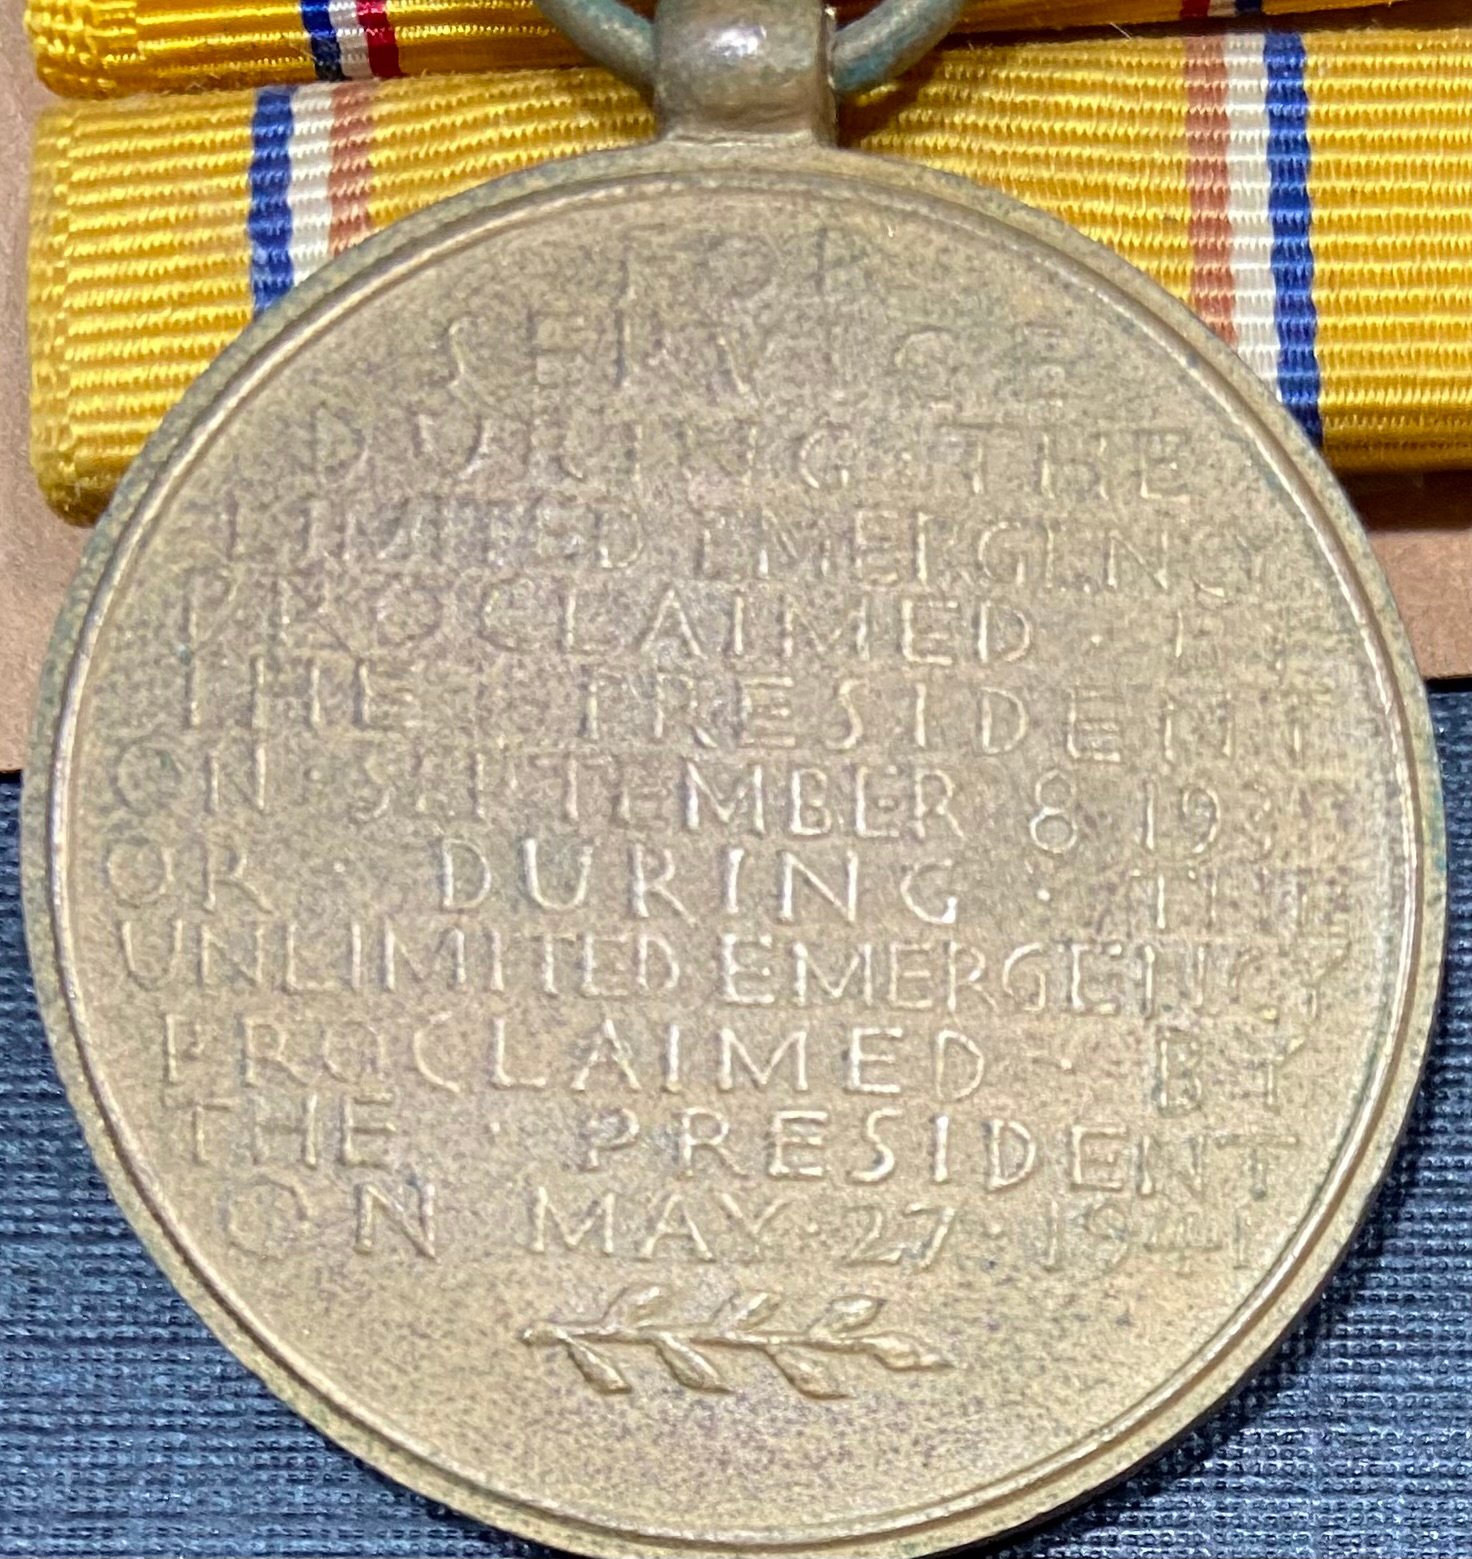 FOR
SERVICE
DURING·THE
LIMITED EMERGENCY
PROCLAIMED · BY
THE · PRESIDENT
ON·SEPTEMBER 8 1939
OR · DURING · THE
UNLIMITED EMERGENCY
PROCLAIMED · BY
THE · PRESIDENT
ON MAY·27·1941